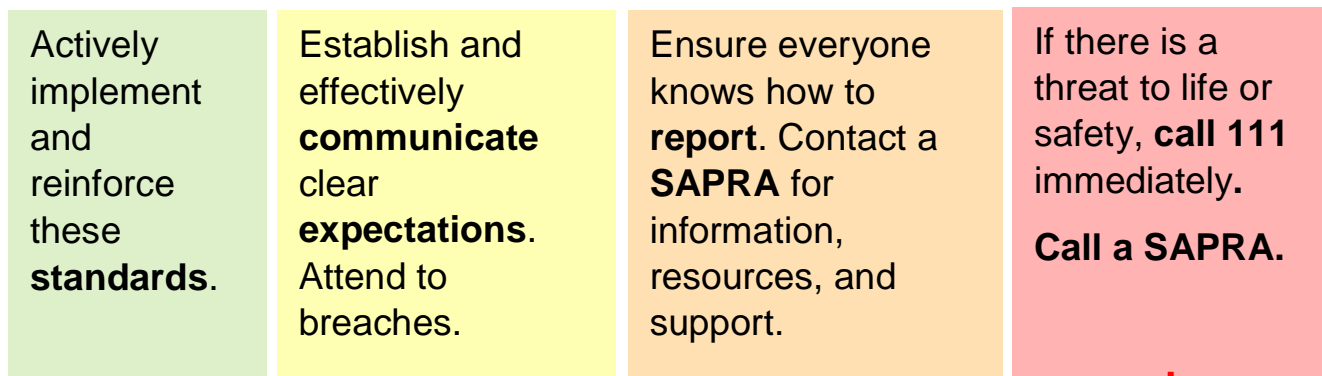 Actively
implement
and
reinforce
these
standards.
Establish and
effectively
communicate
clear
expectations.
Attend to
breaches.
Ensure everyone
knows how to
report. Contact a
SAPRA for
information,
resources, and
support.
If there is a
threat to life or
safety, call 111
immediately.
Call a SAPRA.